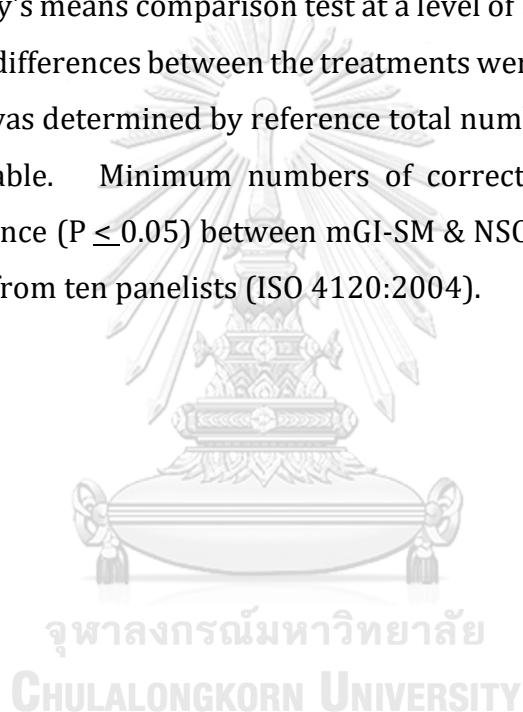 y's means comparison test at a level of
differences between the treatments wer
was determined by reference total num
able. Minimum numbers of correct
nce (P < 0.05) between mGI-SM & NSC
from ten panelists (ISO 4120:2004).
จุฬาลงกรณ์มหาวิทยาลัย
CHULALONGKORN UNIVERSITY